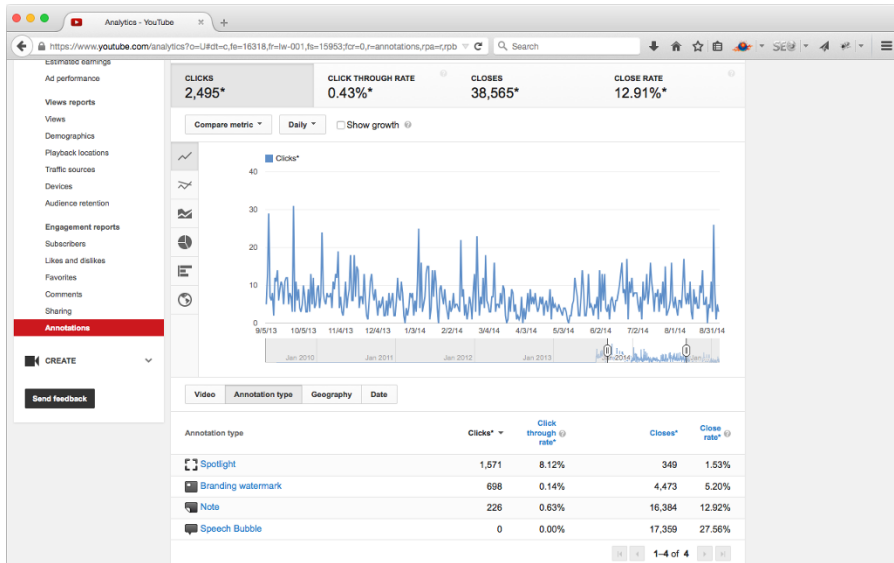 Analytics - YouTube
https://www.youtube.com/analytics?o=U#dt=c,fe=16318,fr=lw-001,fs=15953;fcr=0,r=annotations,rpa=r,rpb
Search
Estimated earnings
Ad performance
Views reports
Views
Demographics
Playback locations
Traffic sources
Devices
Audience retention
Engagement reports
Subscribers
Likes and dislikes
Favorites
Comments
Sharing
Annotations
CREATE
Send feedback
CLICKS CLICK THROUGH RATE CLOSES CLOSE RATE
2,495* 0.43%* 38,565* 12.91%*
Compare metric Daily Show growth
Clicks*
40
30
20
10
0
9/5/13 10/5/13 11/4/13 12/4/13 1/3/14 2/2/14 3/4/14 4/3/14 5/3/14 6/2/14 7/2/14 8/1/14 8/31/14
Jan 2010 Jan 2011 Jan 2012 Jan 2013 2014 Jan
Video Annotation type Geography Date
Annotation type Clicks* Click through rate* Closes* Close rate*
Spotlight 1,571 8.12% 349 1.53%
Branding watermark 698 0.14% 4,473 5.20%
Note 226 0.63% 16,384 12.92%
Speech Bubble 0 0.00% 17,359 27.56%
1–4 of 4